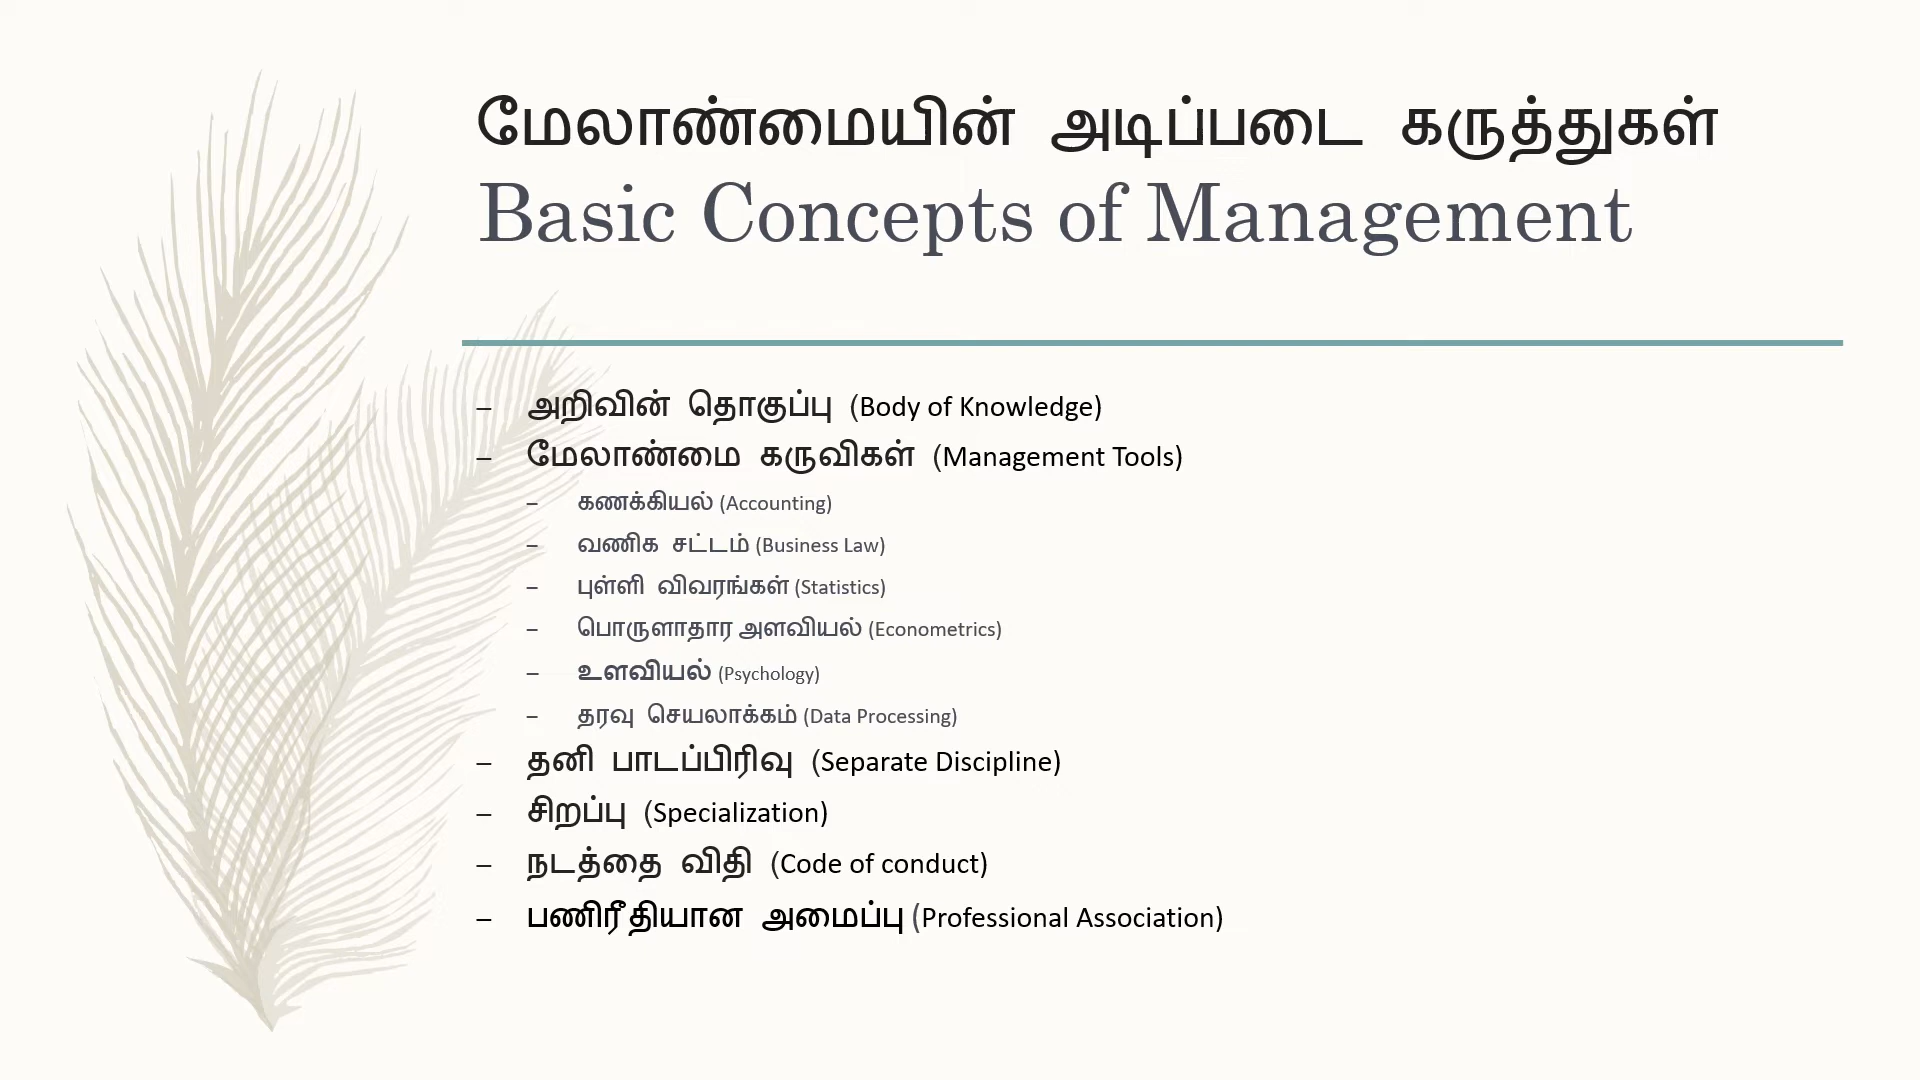 மேலாண்மையின் அடிப்படை கருத்துகள்
Basic Concepts of Management
– அறிவின் தொகுப்பு (Body of Knowledge)
– மேலாண்மை கருவிகள் (Management Tools)
– கணக்கியல் (Accounting)
– வணிக சட்டம் (Business Law)
– புள்ளி விவரங்கள் (Statistics)
– பொருளாதார அளவியல் (Econometrics)
– உளவியல் (Psychology)
– தரவு செயலாக்கம் (Data Processing)
– தனி பாடப்பிரிவு (Separate Discipline)
– சிறப்பு (Specialization)
– நடத்தை விதி (Code of conduct)
– பணிரீதியான அமைப்பு (Professional Association)